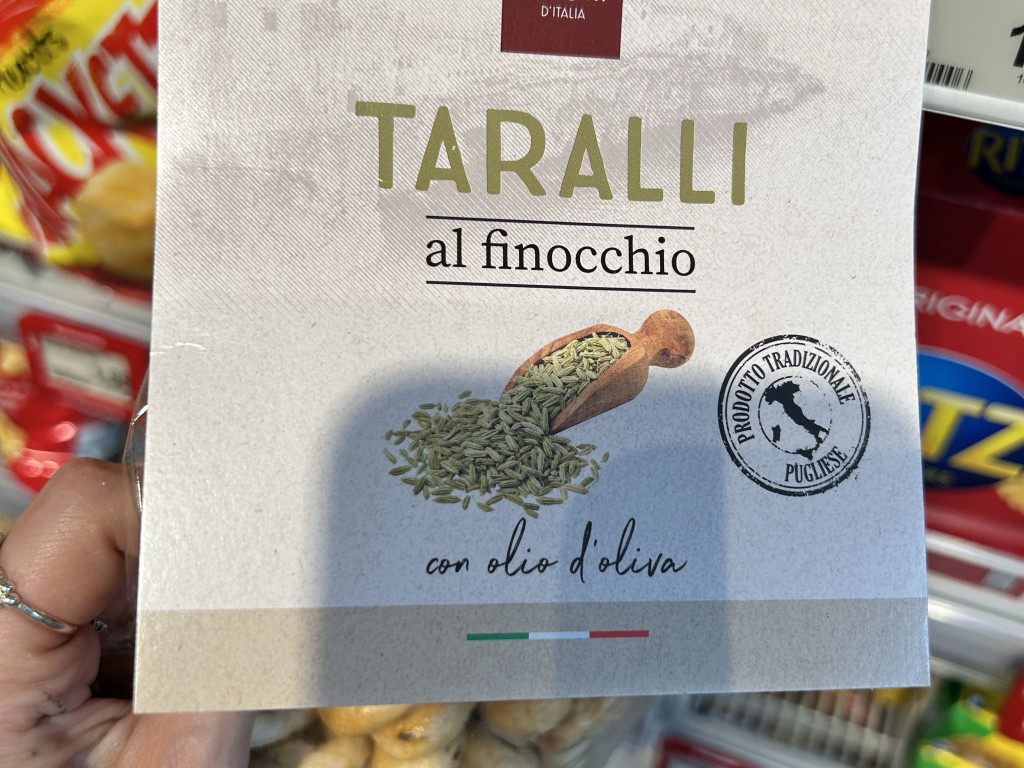 D'ITALIA
TARALLI
al finocchio
PRODOTTO TRADIZIONALE
PUGLIESE
con olio d'oliva